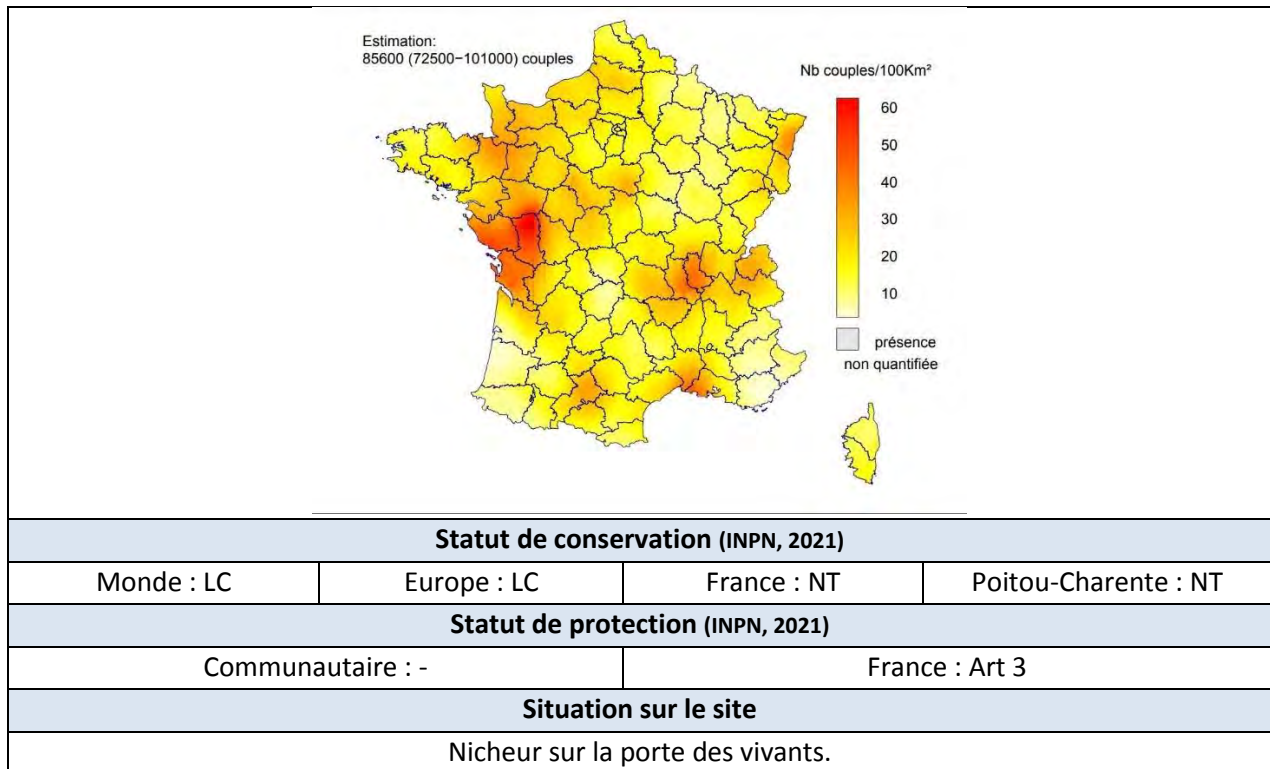 Estimation:
85600 (72500−101000) couples
Nb couples/100Km²
60
50
40
30
20
10
présence
non quantifiée
Statut de conservation (INPN, 2021)
Monde : LC
Europe : LC
France : NT
Poitou-Charente : NT
Statut de protection (INPN, 2021)
Communautaire : -
France : Art 3
Situation sur le site
Nicheur sur la porte des vivants.